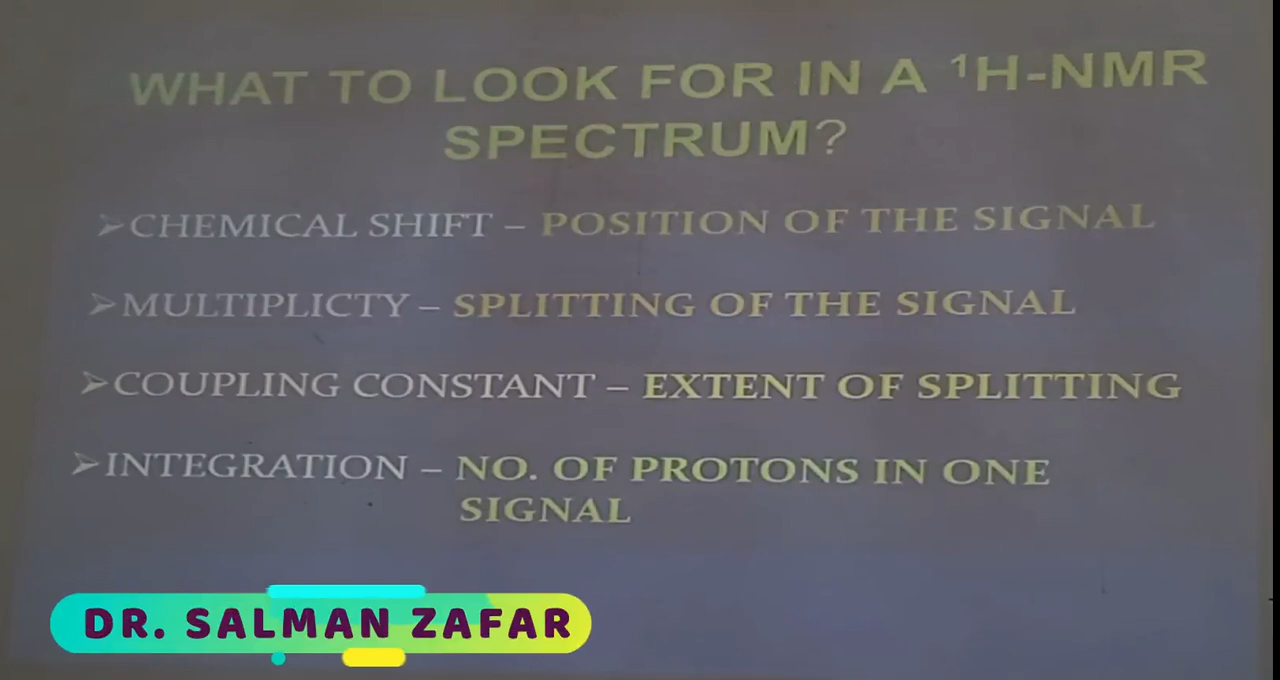 WHAT TO LOOK FOR IN A ¹H-NMR
SPECTRUM?
➢CHEMICAL SHIFT – POSITION OF THE SIGNAL
➢MULTIPLICTY – SPLITTING OF THE SIGNAL
➢COUPLING CONSTANT – EXTENT OF SPLITTING
➢INTEGRATION – NO. OF PROTONS IN ONE
SIGNAL
DR. SALMAN ZAFAR